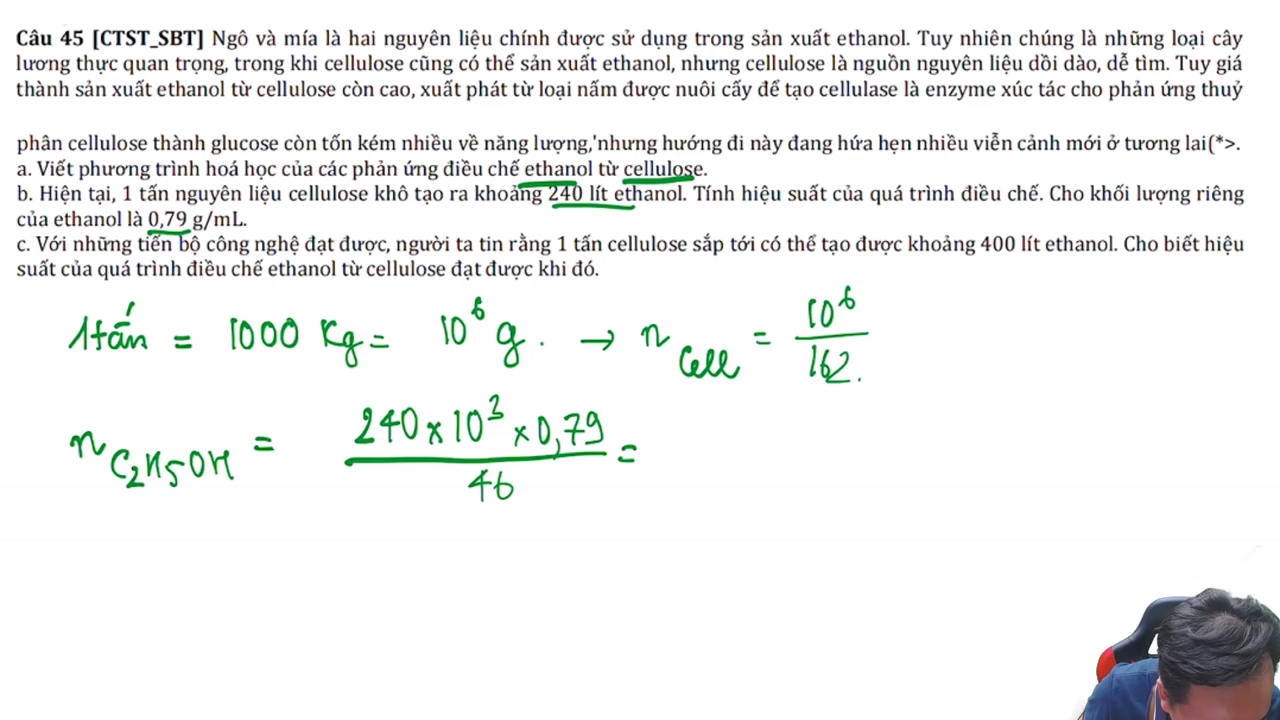 Câu 45 [CTST_SBT] Ngô và mía là hai nguyên liệu chính được sử dụng trong sản xuất ethanol. Tuy nhiên chúng là những loại cây
lương thực quan trọng, trong khi cellulose cũng có thể sản xuất ethanol, nhưng cellulose là nguồn nguyên liệu dồi dào, dễ tìm. Tuy giá
thành sản xuất ethanol từ cellulose còn cao, xuất phát từ loại nấm được nuôi cấy để tạo cellulase là enzyme xúc tác cho phản ứng thuỷ
phân cellulose thành glucose còn tốn kém nhiều về năng lượng,'nhưng hướng đi này đang hứa hẹn nhiều viễn cảnh mới ở tương lai(*>.
a. Viết phương trình hoá học của các phản ứng điều chế ethanol từ cellulose.
b. Hiện tại, 1 tấn nguyên liệu cellulose khô tạo ra khoảng 240 lít ethanol. Tính hiệu suất của quá trình điều chế. Cho khối lượng riêng
của ethanol là 0,79 g/mL.
c. Với những tiến bộ công nghệ đạt được, người ta tin rằng 1 tấn cellulose sắp tới có thể tạo được khoảng 400 lít ethanol. Cho biết hiệu
suất của quá trình điều chế ethanol từ cellulose đạt được khi đó.
1tấn = 1000 Kg = 10⁶ g. → n Cell = 10⁶/162.
n C₂H₅OH = 240 x 10³ x 0,79 / 46 =